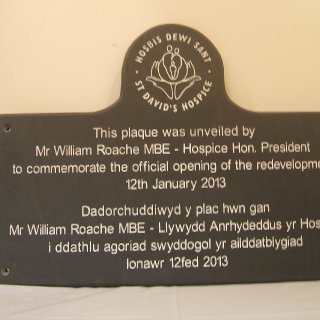 HOSBIS DEWI SANT
ST DAVID'S HOSPICE
This plaque was unveiled by
Mr William Roache MBE - Hospice Hon. President
to commemorate the official opening of the redevelopme
12th January 2013
Dadorchuddiwyd y plac hwn gan
Mr William Roache MBE - Llywydd Anrhydeddus yr Hos
i ddathlu agoriad swyddogol yr ailddatblygiad
Ionawr 12fed 2013